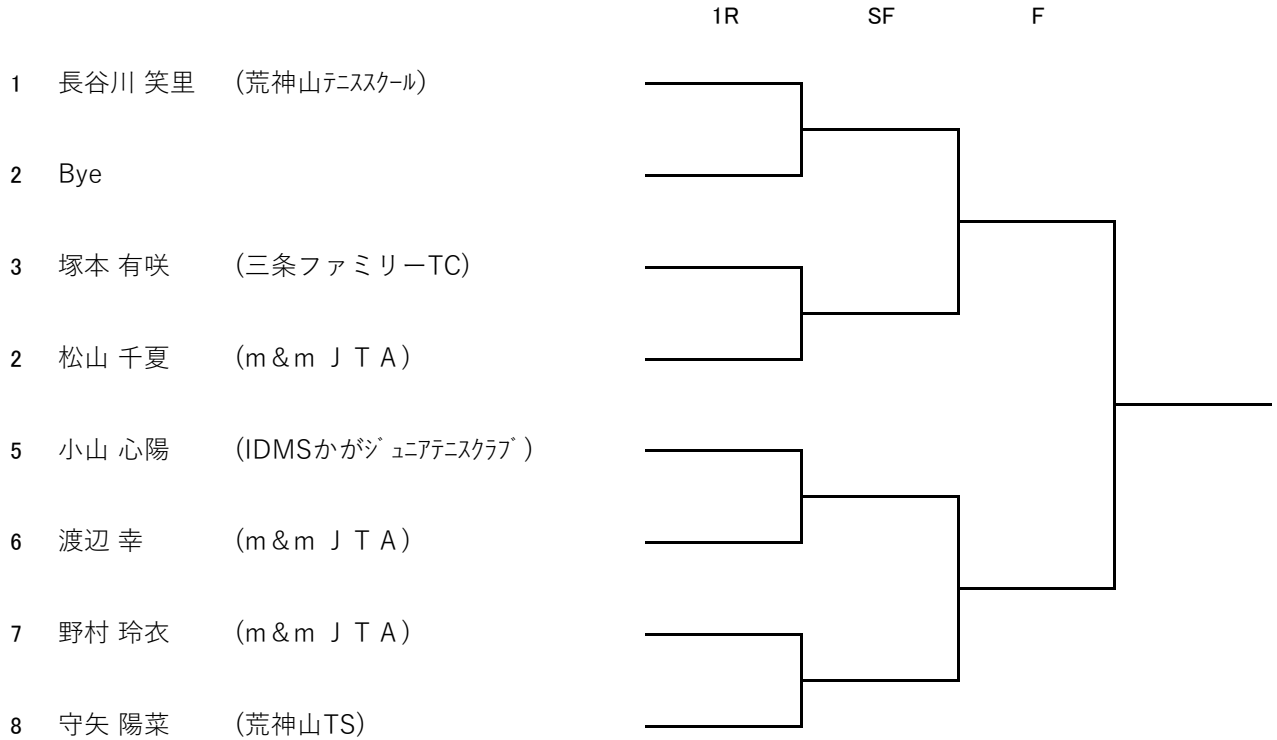 1R SF F
1 長谷川 笑里 (荒神山ﾃﾆｽｽｸｰﾙ)
2 Bye
3 塚本 有咲 (三条ファミリーTC)
2 松山 千夏 (ｍ＆ｍ ＪＴＡ)
5 小山 心陽 (IDMSかがｼﾞｭﾆｱﾃﾆｽｸﾗﾌﾞ)
6 渡辺 幸 (ｍ＆ｍ ＪＴＡ)
7 野村 玲衣 (ｍ＆ｍ ＪＴＡ)
8 守矢 陽菜 (荒神山TS)